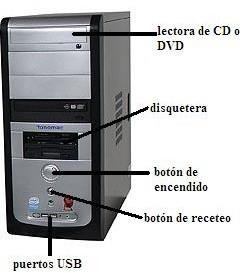 lectora de CD o
DVD
disquetera
botón de
encendido
botón de receteo
puertos USB